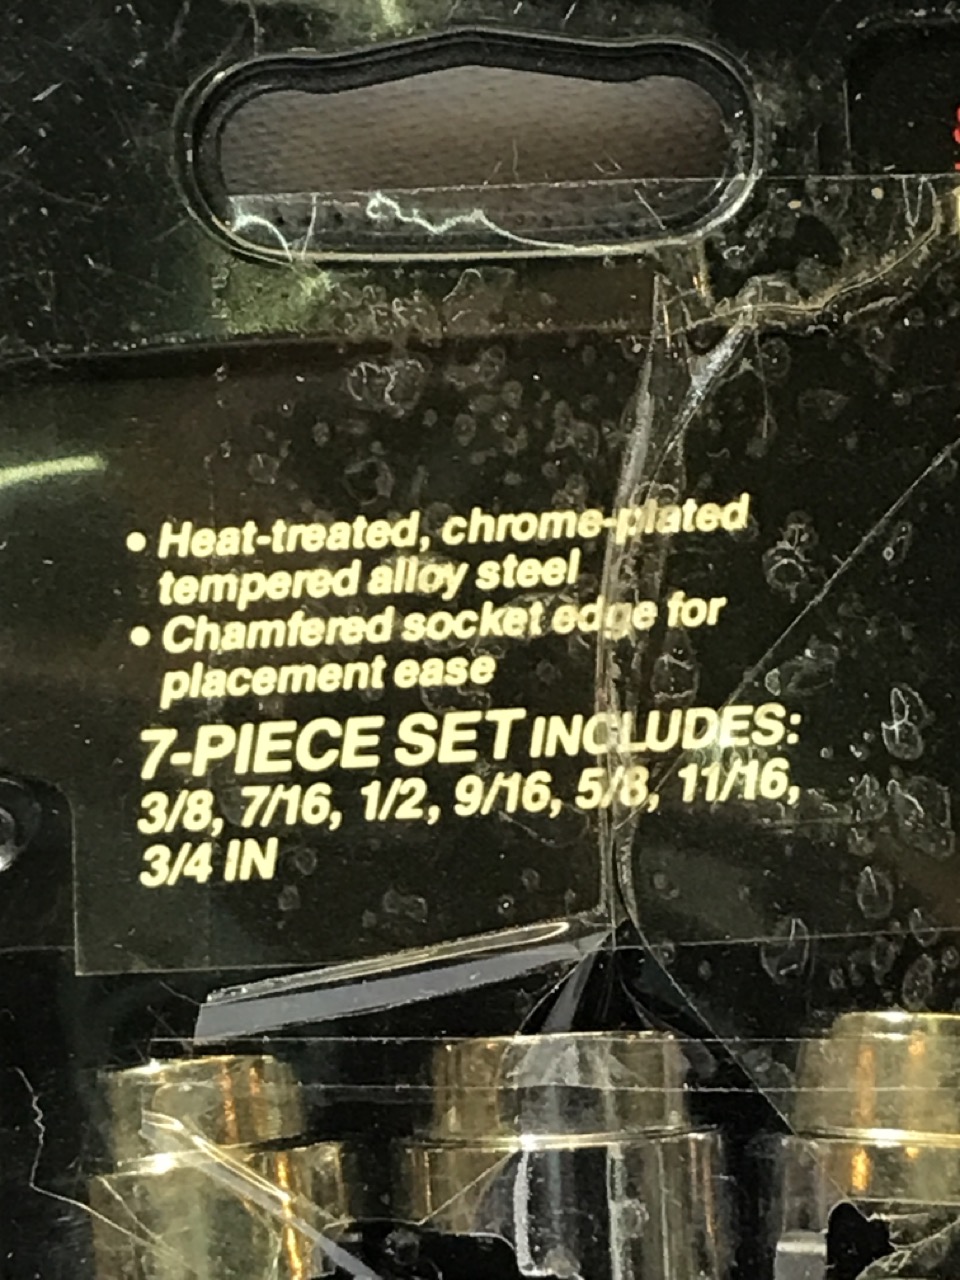 • Heat-treated, chrome-plated
tempered alloy steel
• Chamfered socket edge for
placement ease
7-PIECE SET INCLUDES:
3/8, 7/16, 1/2, 9/16, 5/8, 11/16,
3/4 IN